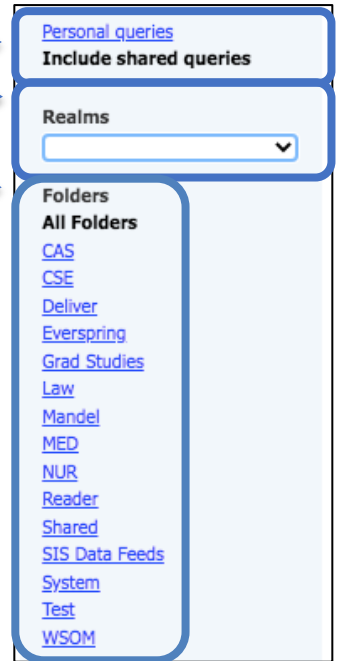 Personal queries
Include shared queries
Realms
Folders
All Folders
CAS
CSE
Deliver
Everspring
Grad Studies
Law
Mandel
MED
NUR
Reader
Shared
SIS Data Feeds
System
Test
WSOM